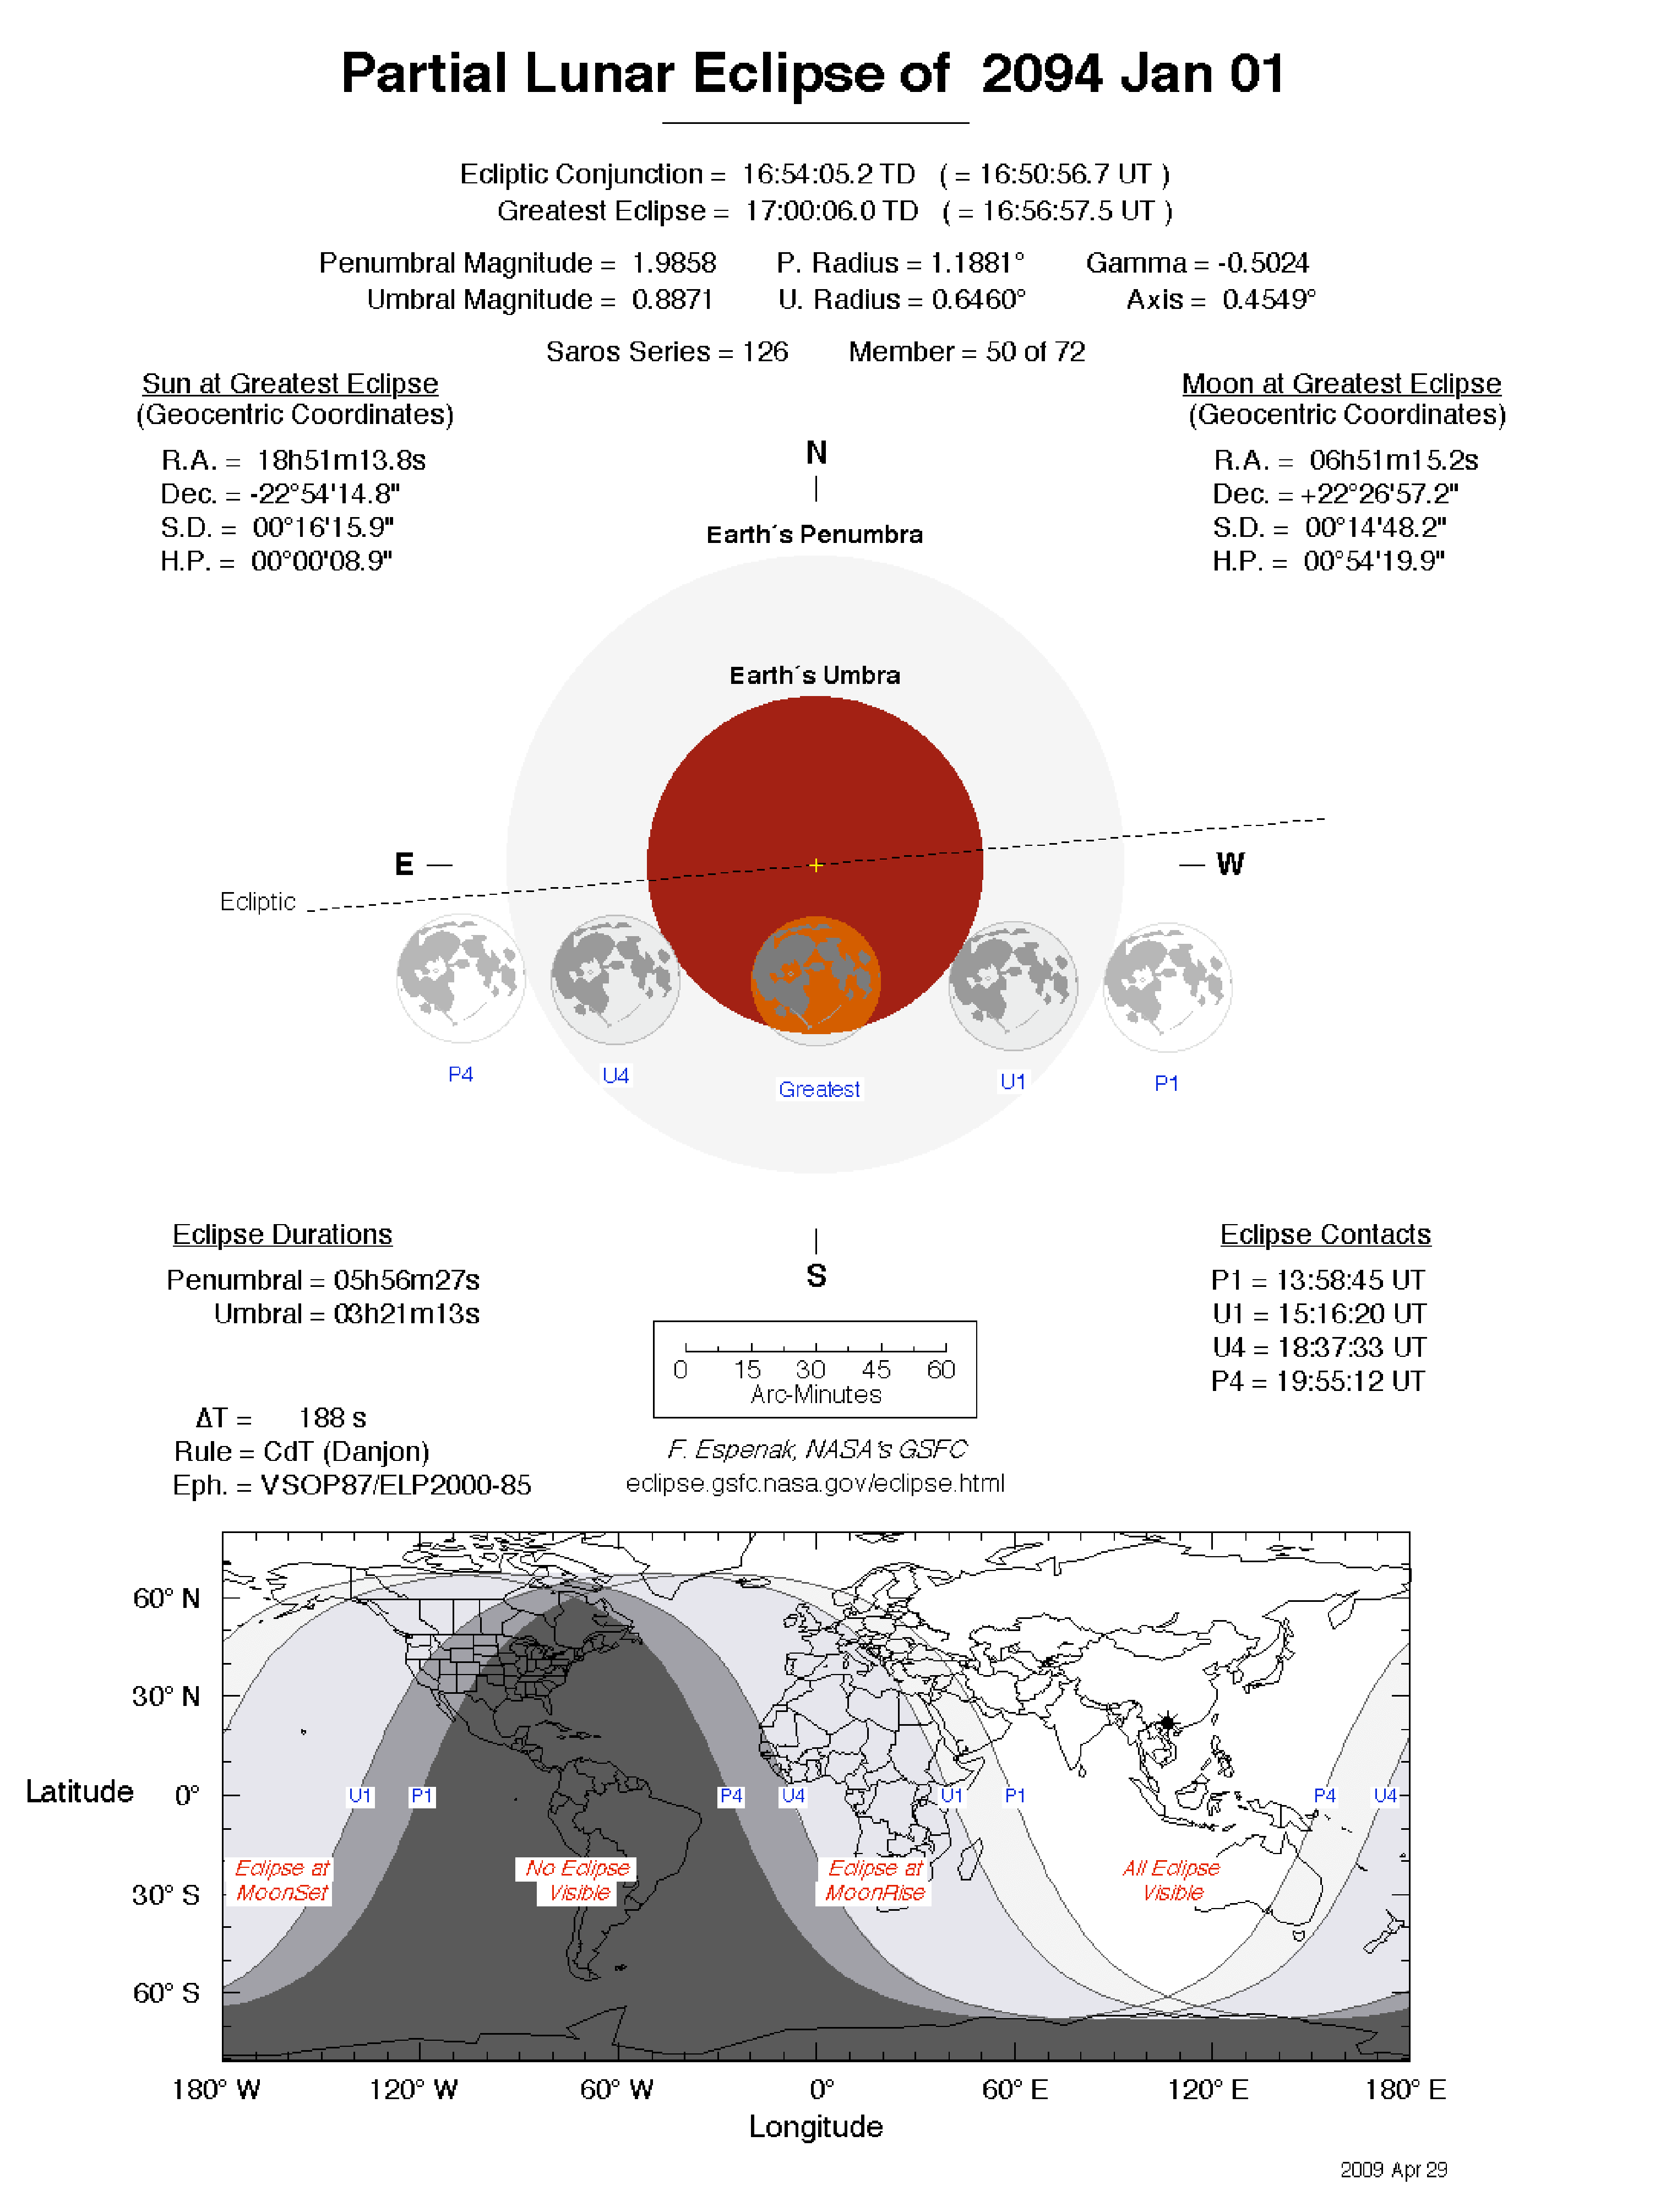 Partial Lunar Eclipse of 2094 Jan 01
Ecliptic Conjunction = 16:54:05.2 TD ( = 16:50:56.7 UT )
Greatest Eclipse = 17:00:06.0 TD ( = 16:56:57.5 UT )
Penumbral Magnitude = 1.9858 P. Radius = 1.1881° Gamma = -0.5024
Umbral Magnitude = 0.8871 U. Radius = 0.6460° Axis = 0.4549°
Saros Series = 126 Member = 50 of 72
Sun at Greatest Eclipse
(Geocentric Coordinates)
R.A. = 18h51m13.8s
Dec. = -22°54'14.8"
S.D. = 00°16'15.9"
H.P. = 00°00'08.9"
Moon at Greatest Eclipse
(Geocentric Coordinates)
R.A. = 06h51m15.2s
Dec. = +22°26'57.2"
S.D. = 00°14'48.2"
H.P. = 00°54'19.9"
N
Earth´s Penumbra
Earth´s Umbra
E
W
Ecliptic
P4
U4
Greatest
U1
P1
S
Eclipse Durations
Penumbral = 05h56m27s
Umbral = 03h21m13s
Eclipse Contacts
P1 = 13:58:45 UT
U1 = 15:16:20 UT
U4 = 18:37:33 UT
P4 = 19:55:12 UT
0 15 30 45 60
Arc-Minutes
ΔT = 188 s
Rule = CdT (Danjon)
Eph. = VSOP87/ELP2000-85
F. Espenak, NASA's GSFC
eclipse.gsfc.nasa.gov/eclipse.html
60° N
30° N
Latitude 0°
30° S
60° S
U1 P1 P4 U4 U1 P1 P4 U4
Eclipse at
MoonSet
No Eclipse
Visible
Eclipse at
MoonRise
All Eclipse
Visible
180° W 120° W 60° W 0° 60° E 120° E 180° E
Longitude
2009 Apr 29